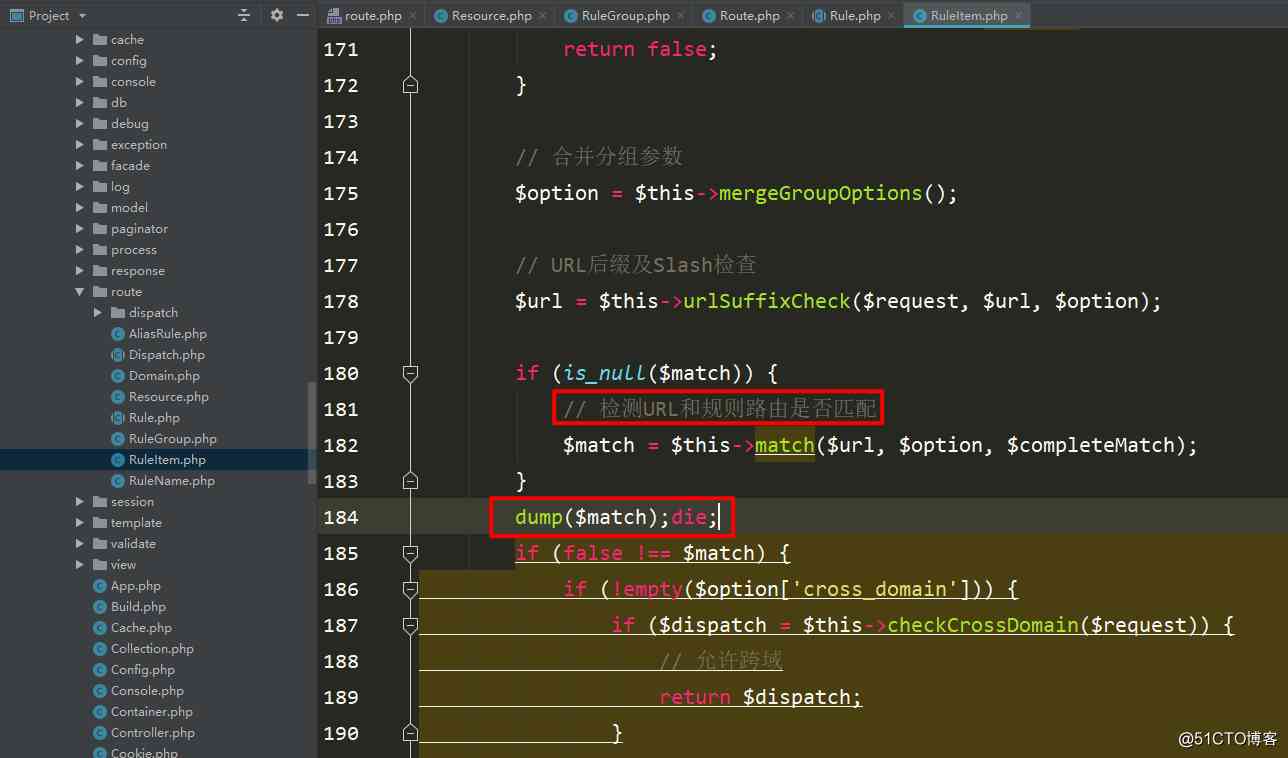 Project
route.php
Resource.php
RuleGroup.php
Route.php
Rule.php
RuleItem.php
cache
config
console
db
debug
exception
facade
log
model
paginator
process
response
route
dispatch
AliasRule.php
Dispatch.php
Domain.php
Resource.php
Rule.php
RuleGroup.php
RuleItem.php
RuleName.php
session
template
validate
view
App.php
Build.php
Cache.php
Collection.php
Config.php
Console.php
Container.php
Controller.php
Cookie.php
171 return false;
172 }
173
174 // 合并分组参数
175 $option = $this->mergeGroupOptions();
176
177 // URL后缀及Slash检查
178 $url = $this->urlSuffixCheck($request, $url, $option);
179
180 if (is_null($match)) {
181 // 检测URL和规则路由是否匹配
182 $match = $this->match($url, $option, $completeMatch);
183 }
184 dump($match);die;
185 if (false !== $match) {
186 if (!empty($option['cross_domain'])) {
187 if ($dispatch = $this->checkCrossDomain($request)) {
188 // 允许跨域
189 return $dispatch;
190 }
@51CTO博客